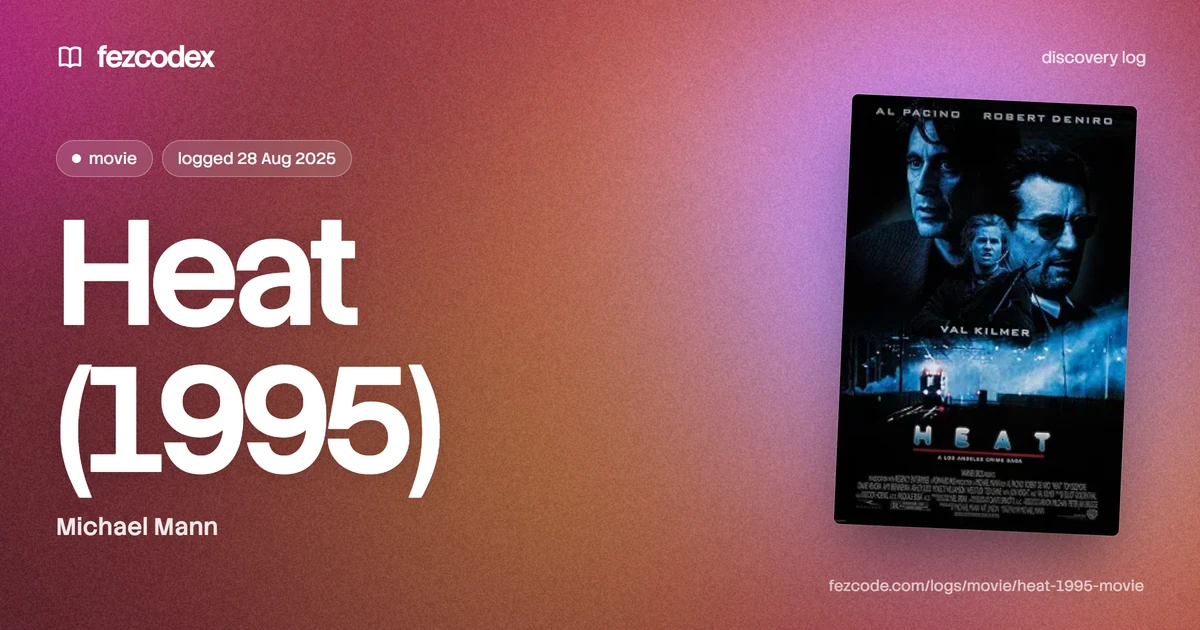 fezcodex
discovery log
movie
logged 28 Aug 2025
Heat
(1995)
Michael Mann
AL PACINO ROBERT DENIRO
VAL KILMER
HEAT
A LOS ANGELES CRIME SAGA
fezcode.com/logs/movie/heat-1995-movie